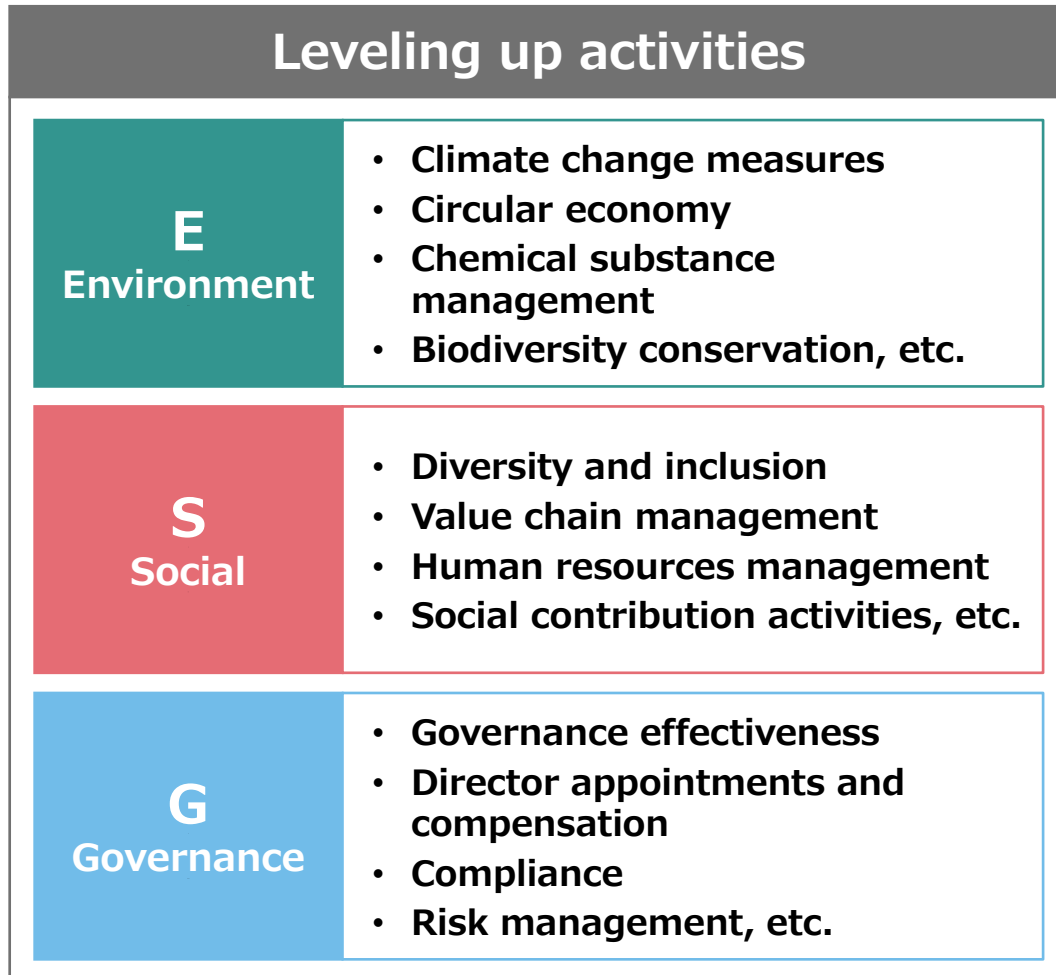 Leveling up activities
E
Environment
• Climate change measures
• Circular economy
• Chemical substance
management
• Biodiversity conservation, etc.
S
Social
• Diversity and inclusion
• Value chain management
• Human resources management
• Social contribution activities, etc.
G
Governance
• Governance effectiveness
• Director appointments and
compensation
• Compliance
• Risk management, etc.